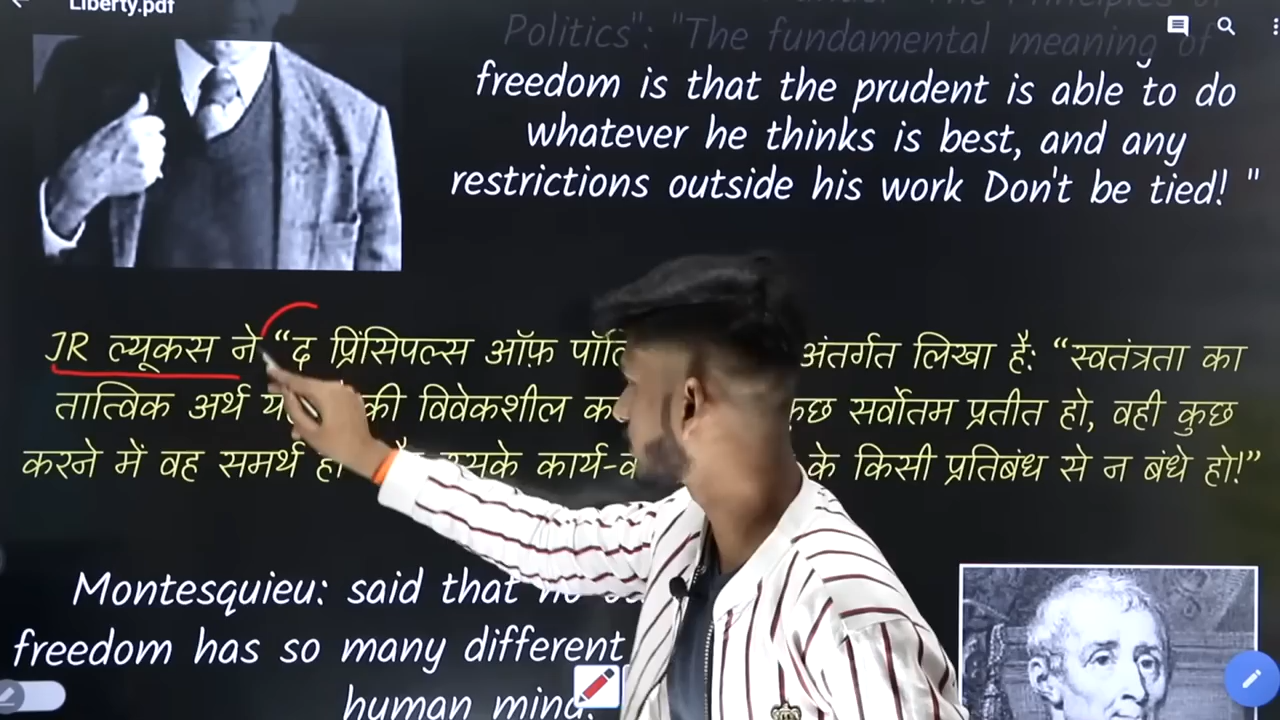 Liberty.pdf
Politics": "The fundamental meaning of
freedom is that the prudent is able to do
whatever he thinks is best, and any
restrictions outside his work Don't be tied! "
JR ल्यूकस ने “द प्रिंसिपल्स ऑफ़ अंतर्गत लिखा है: “स्वतंत्रता का
तात्विक अर्थ की विवेकशील सर्वोतम प्रतीत हो, वही कुछ
करने में वह समर्थ के किसी प्रतिबंध से न बंधे हो!”
Montesquieu: said that no
freedom has so many different
human mind.